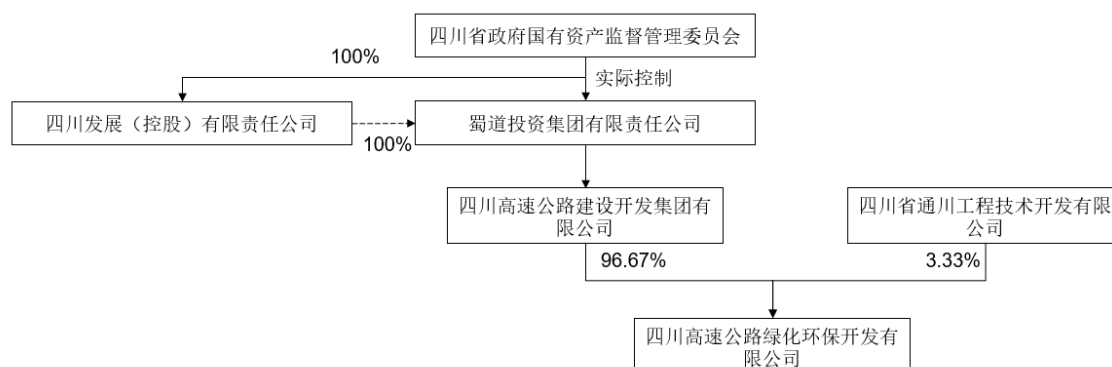 四川省政府国有资产监督管理委员会
100%
实际控制
四川发展（控股）有限责任公司
100%
蜀道投资集团有限责任公司
四川高速公路建设开发集团有
限公司
四川省通川工程技术开发有限
公司
96.67%
3.33%
四川高速公路绿化环保开发有
限公司